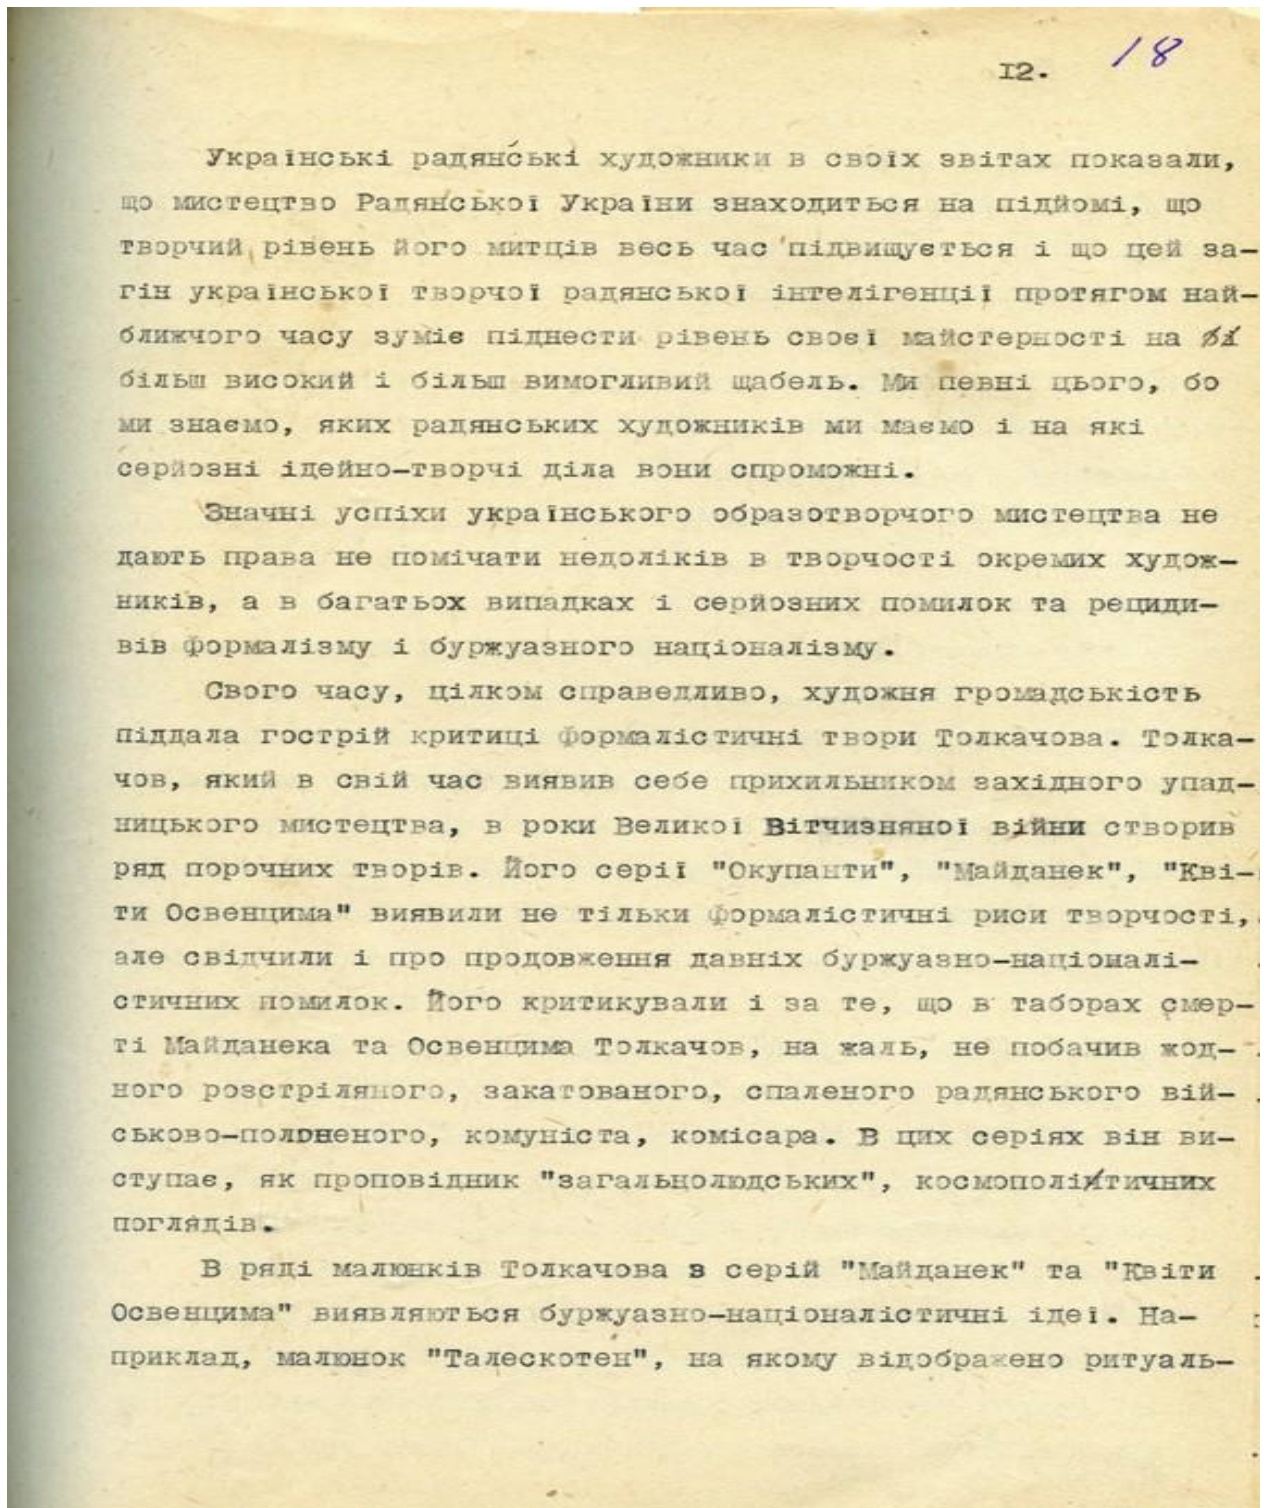 12. 18
Українські радянські художники в своїх звітах показали,
що мистецтво Радянської України знаходиться на підйомі, що
творчий рівень його митців весь час підвищується і що цей за-
гін української творчої радянської інтелігенції протягом най-
ближчого часу зуміє піднести рівень своєї майстерності на бі
більш високий і більш вимогливий щабель. Ми певні цього, бо
ми знаємо, яких радянських художників ми маємо і на які
серйозні ідейно-творчі діла вони спроможні.
Значні успіхи українського образотворчого мистецтва не
дають права не помічати недоліків в творчості окремих худож-
ників, а в багатьох випадках і серйозних помилок та рециди-
вів формалізму і буржуазного націоналізму.
Свого часу, цілком справедливо, художня громадськість
піддала гострій критиці формалістичні твори Толкачова. Толка-
чов, який в свій час виявив себе прихильником західного упад-
ницького мистецтва, в роки Великої Вітчизняної війни створив
ряд порочних творів. Його серії "Окупанти", "Майданек", "Кві-
ти Освенцима" виявили не тільки формалістичні риси творчості,
але свідчили і про продовження давніх буржуазно-націоналі-
стичних помилок. Його критикували і за те, що в таборах смер-
ті Майданека та Освенцима Толкачов, на жаль, не побачив жод-
ного розстріляного, закатованого, спаленого радянського вій-
ськово-полоненого, комуніста, комісара. В цих серіях він ви-
ступає, як проповідник "загальнолюдських", космополітичних
поглядів.
В ряді малюнків Толкачова з серій "Майданек" та "Квіти
Освенцима" виявляються буржуазно-націоналістичні ідеї. На-
приклад, малюнок "Талескотен", на якому відображено ритуаль-